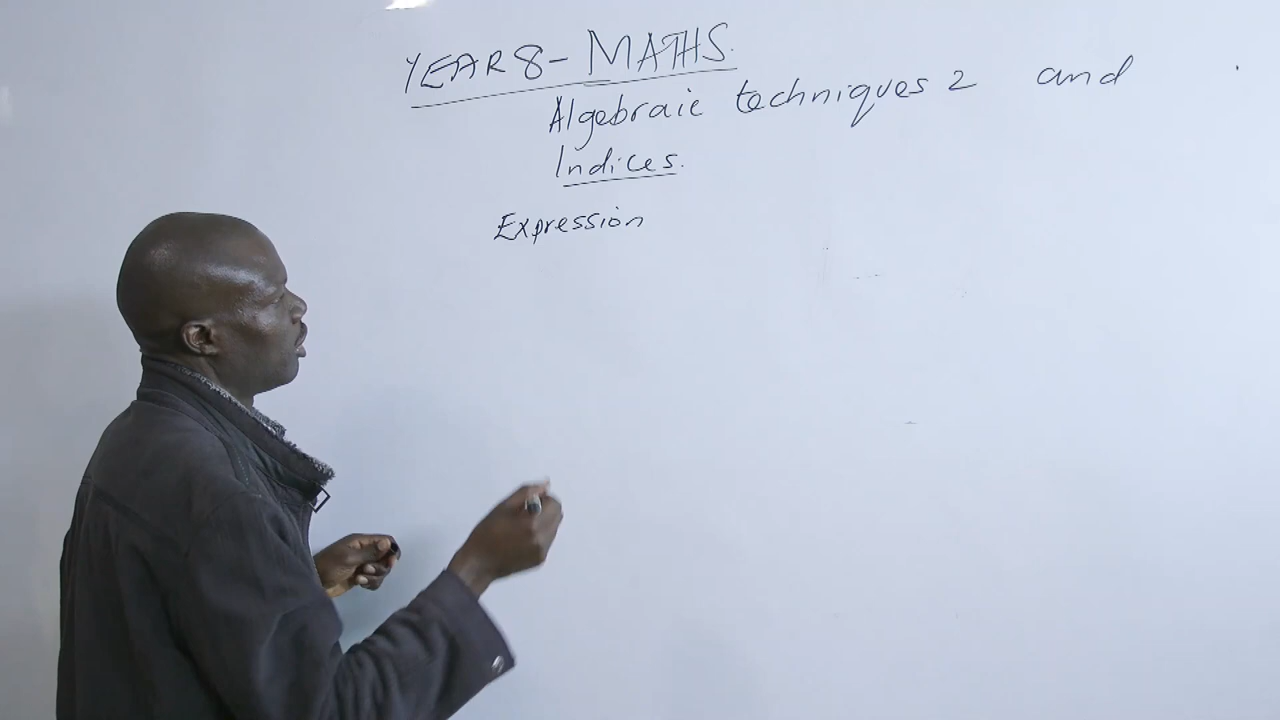 YEAR 8 - MATHS.
Algebraic techniques 2 and
Indices.
Expression